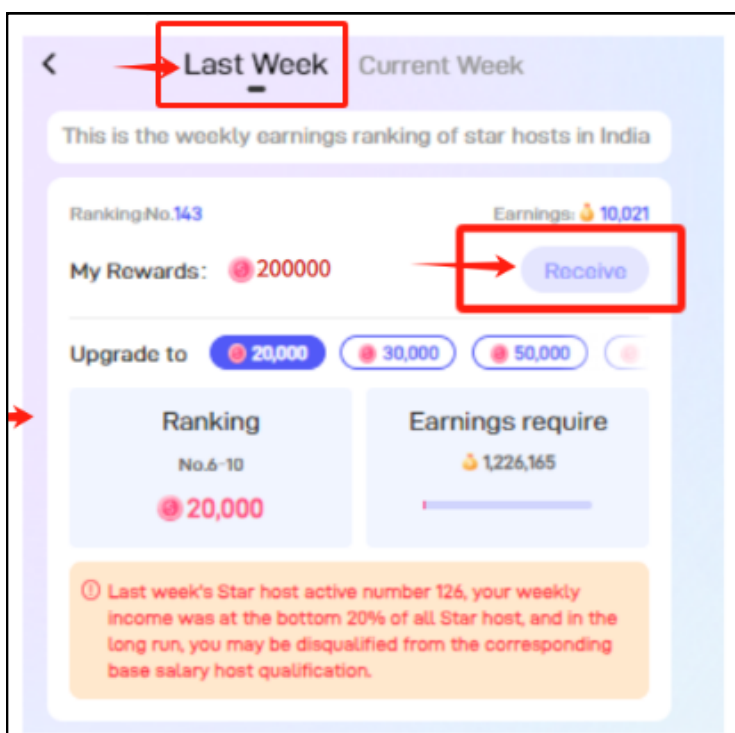 Last Week Current Week
This is the weekly earnings ranking of star hosts in India
Ranking:No.143 Earnings: 10,021
My Rewards: 200000 Receive
Upgrade to 20,000 30,000 50,000
Ranking Earnings require
No.6-10 1,226,165
20,000
Last week's Star host active number 126, your weekly
income was at the bottom 20% of all Star host, and in the
long run, you may be disqualified from the corresponding
base salary host qualification.